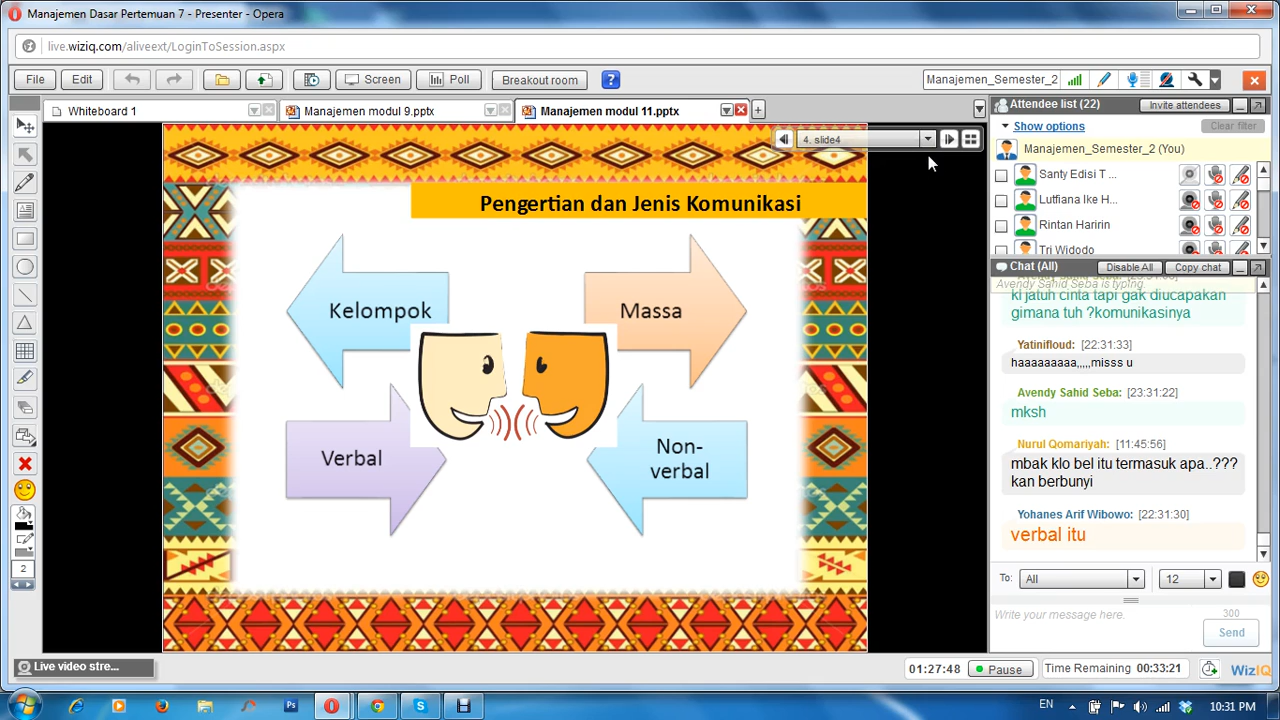 Manajemen Dasar Pertemuan 7 - Presenter - Opera
live.wiziq.com/aliveext/LoginToSession.aspx
File Edit Screen Poll Breakout room ? Manajemen_Semester_2
Whiteboard 1 Manajemen modul 9.pptx Manajemen modul 11.pptx
4. slide4
Pengertian dan Jenis Komunikasi
Kelompok
Massa
Verbal
Non-
verbal
2
Live video stre...
Attendee list (22) Invite attendees
Show options Clear filter
Manajemen_Semester_2 (You)
Santy Edisi T ...
Lutfiana Ike H...
Rintan Haririn
Tri Widodo
Chat (All) Disable All Copy chat
Avendy Sahid Seba is typing.
ki jatuh cinta tapi gak diucapakan
gimana tuh ?komunikasinya
Yatinifloud: [22:31:33]
haaaaaaaaa,,,,,misss u
Avendy Sahid Seba: [23:31:22]
mksh
Nurul Qomariyah: [11:45:56]
mbak klo bel itu termasuk apa..???
kan berbunyi
Yohanes Arif Wibowo: [22:31:30]
verbal itu
To: All 12
Write your message here. 300
Send
01:27:48 Pause Time Remaining 00:33:21 WizIQ
EN 10:31 PM